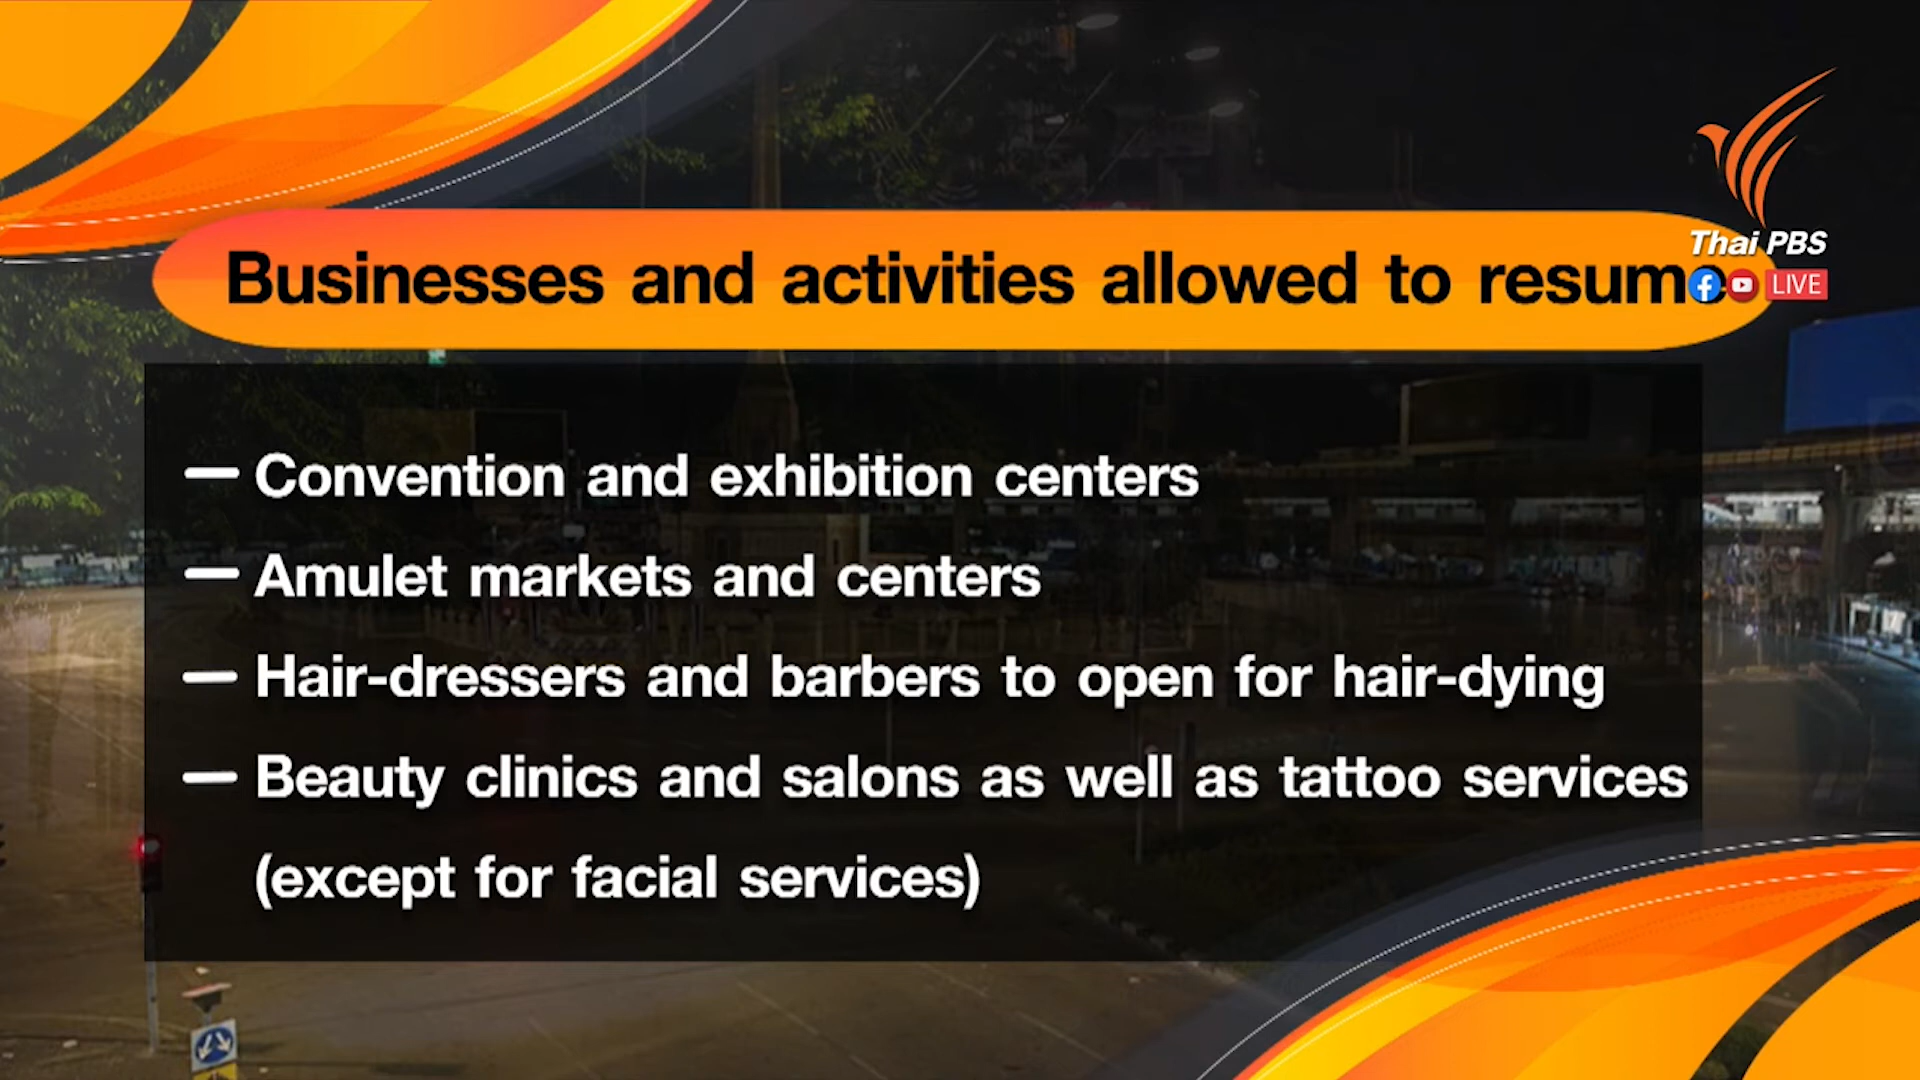 Thai PBS
LIVE
Businesses and activities allowed to resume
— Convention and exhibition centers
— Amulet markets and centers
— Hair-dressers and barbers to open for hair-dying
— Beauty clinics and salons as well as tattoo services
(except for facial services)